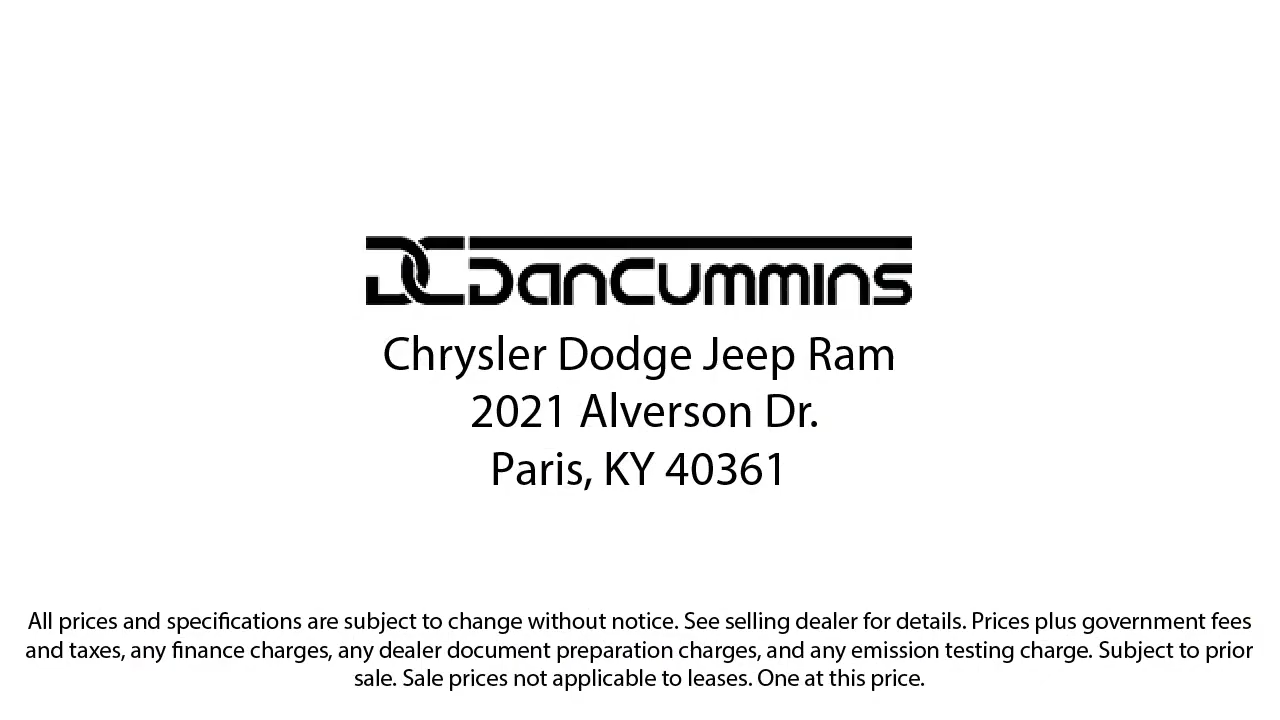 DC DanCummins
Chrysler Dodge Jeep Ram
2021 Alverson Dr.
Paris, KY 40361
All prices and specifications are subject to change without notice. See selling dealer for details. Prices plus government fees
and taxes, any finance charges, any dealer document preparation charges, and any emission testing charge. Subject to prior
sale. Sale prices not applicable to leases. One at this price.